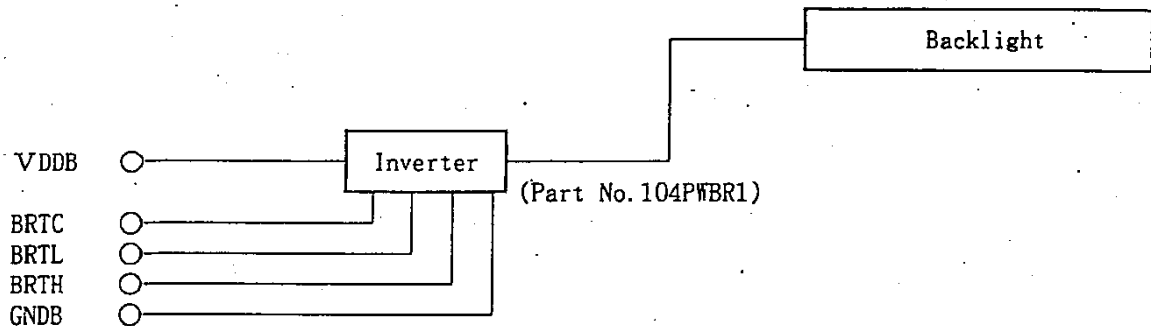 Backlight
VDDB
Inverter
(Part No. 104PWBR1)
BRTC
BRTL
BRTH
GNDB